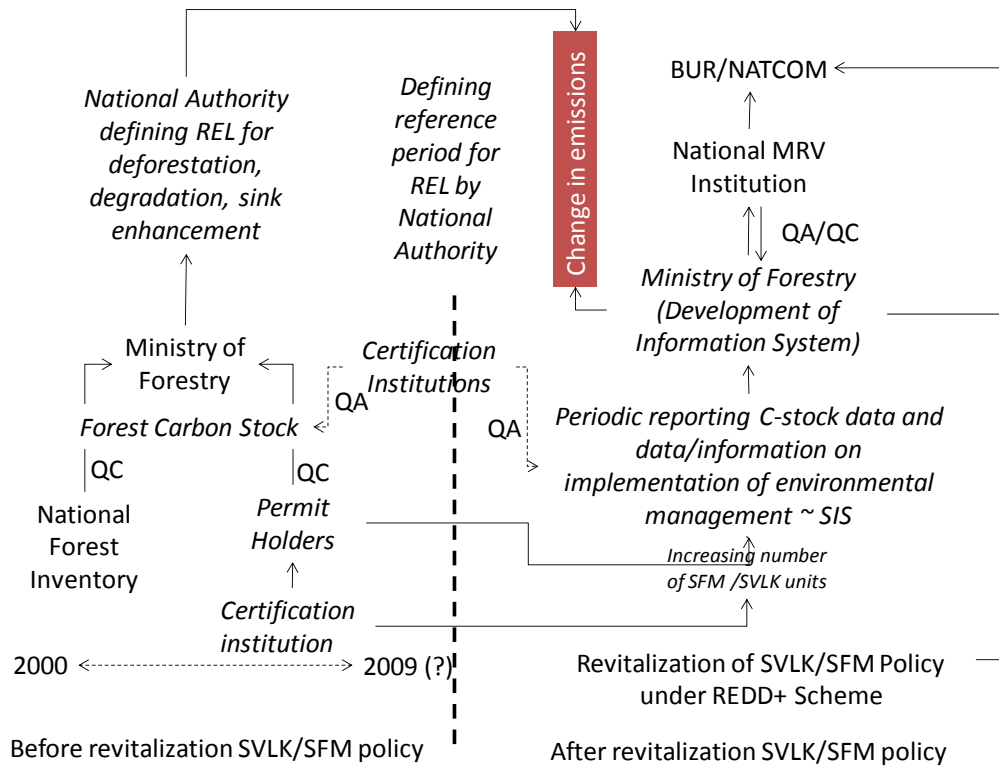 National Authority
defining REL for
deforestation,
degradation, sink
enhancement
Defining
reference
period for
REL by
National
Authority
Change in emissions
BUR/NATCOM
National MRV
Institution
QA/QC
Ministry of Forestry
(Development of
Information System)
Ministry of
Forestry
Certification
Institutions
QA
QA
Forest Carbon Stock
QC
QC
Periodic reporting C-stock data and
data/information on
implementation of environmental
management ~ SIS
National
Forest
Inventory
Permit
Holders
Increasing number
of SFM /SVLK units
Certification
institution
2000
2009 (?)
Revitalization of SVLK/SFM Policy
under REDD+ Scheme
Before revitalization SVLK/SFM policy
After revitalization SVLK/SFM policy